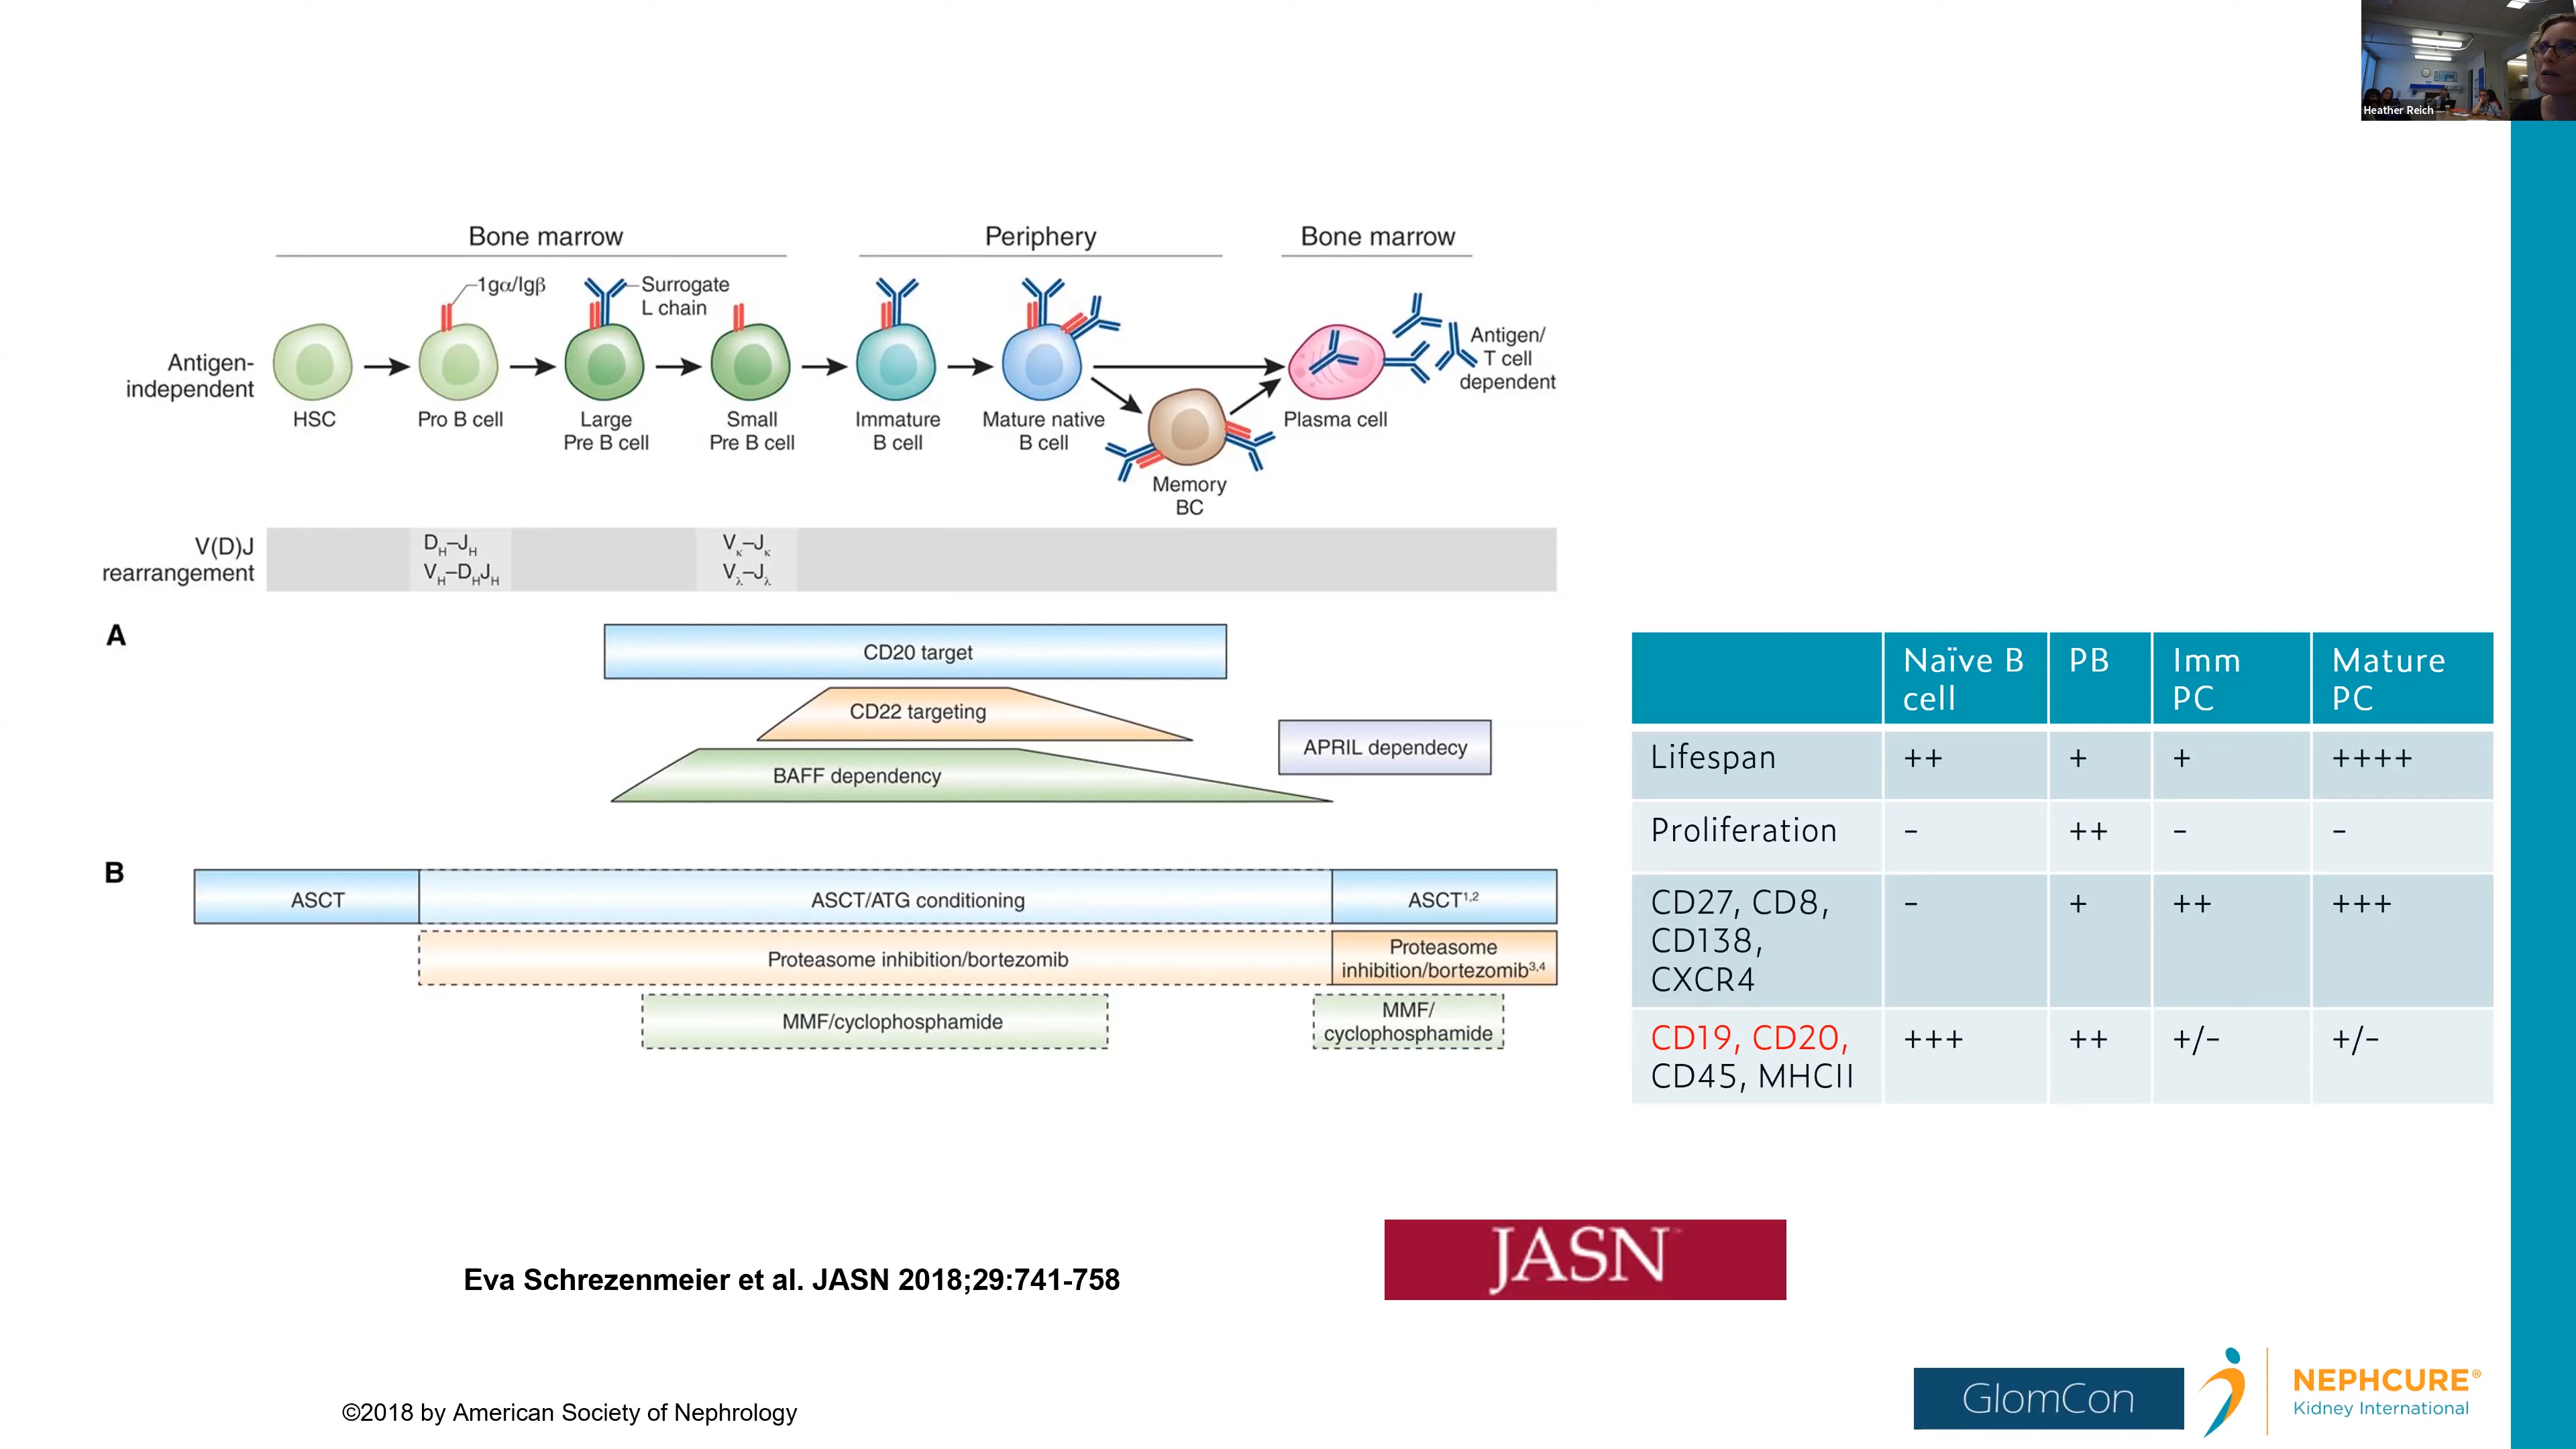 Heather Reich
Bone marrow
Periphery
Bone marrow
1gα/Igβ
Surrogate
L chain
Antigen-
independent
Antigen/
T cell
dependent
HSC
Pro B cell
Large
Pre B cell
Small
Pre B cell
Immature
B cell
Mature native
B cell
Plasma cell
Memory
BC
V(D)J
rearrangement
DH–JH
VH–DHJH
Vκ–Jκ
Vλ–Jλ
A
CD20 target
CD22 targeting
APRIL dependecy
BAFF dependency
B
ASCT
ASCT/ATG conditioning
ASCT1,2
Proteasome inhibition/bortezomib
Proteasome
inhibition/bortezomib3,4
MMF/cyclophosphamide
MMF/
cyclophosphamide
Naïve B
cell
PB
Imm
PC
Mature
PC
Lifespan ++ + + ++++
Proliferation - ++ - -
CD27, CD8, - + ++ +++
CD138,
CXCR4
CD19, CD20, +++ ++ +/- +/-
CD45, MHCII
JASN
Eva Schrezenmeier et al. JASN 2018;29:741-758
GlomCon
NEPHCURE®
Kidney International
©2018 by American Society of Nephrology